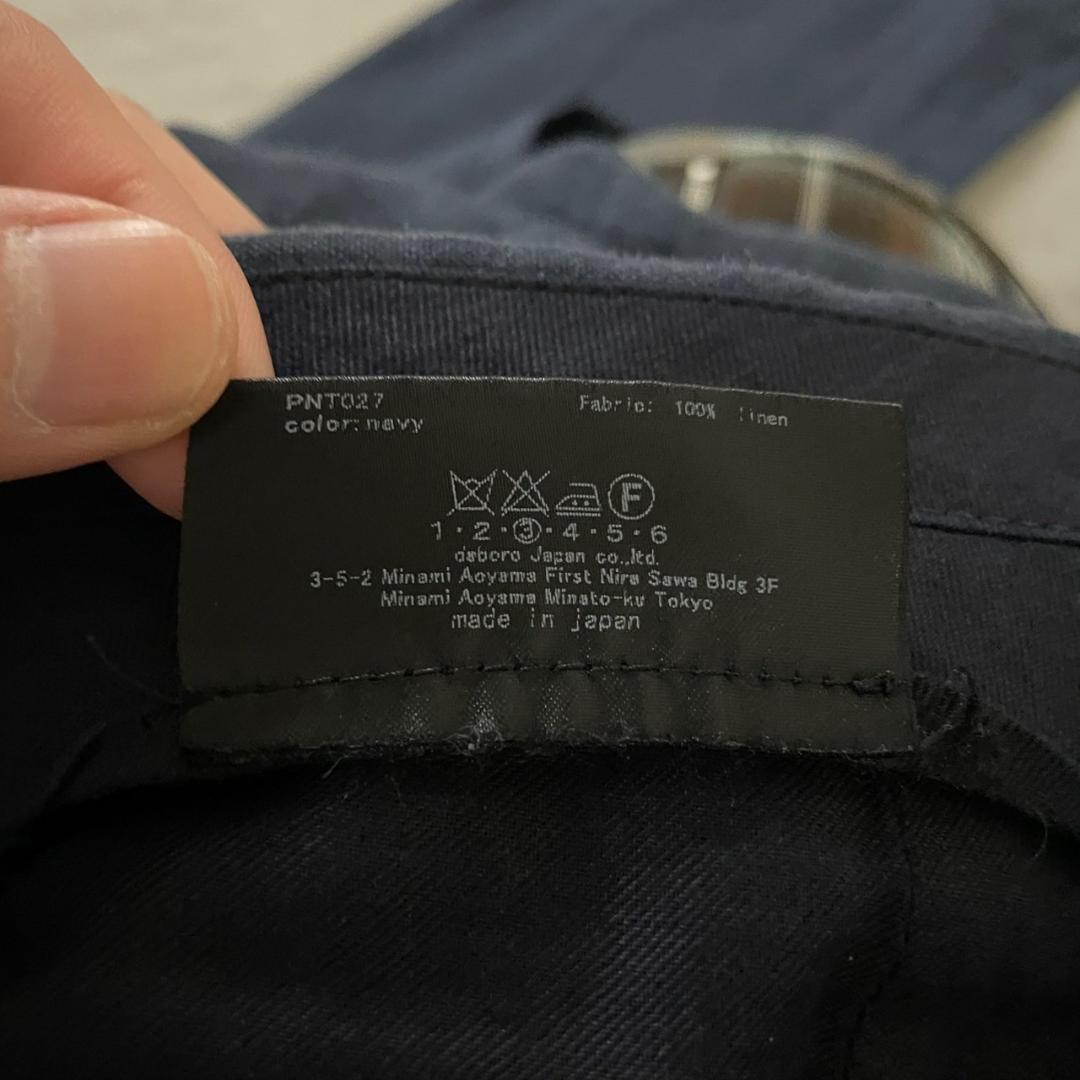 PNT027
color: navy
Fabric: 100% linen
F
1·2·3·4·5·6
daboro Japan co.,ltd.
3-5-2 Minami Aoyama First Nira Sawa Bldg 3F
Minami Aoyama Minato-ku Tokyo
made in japan